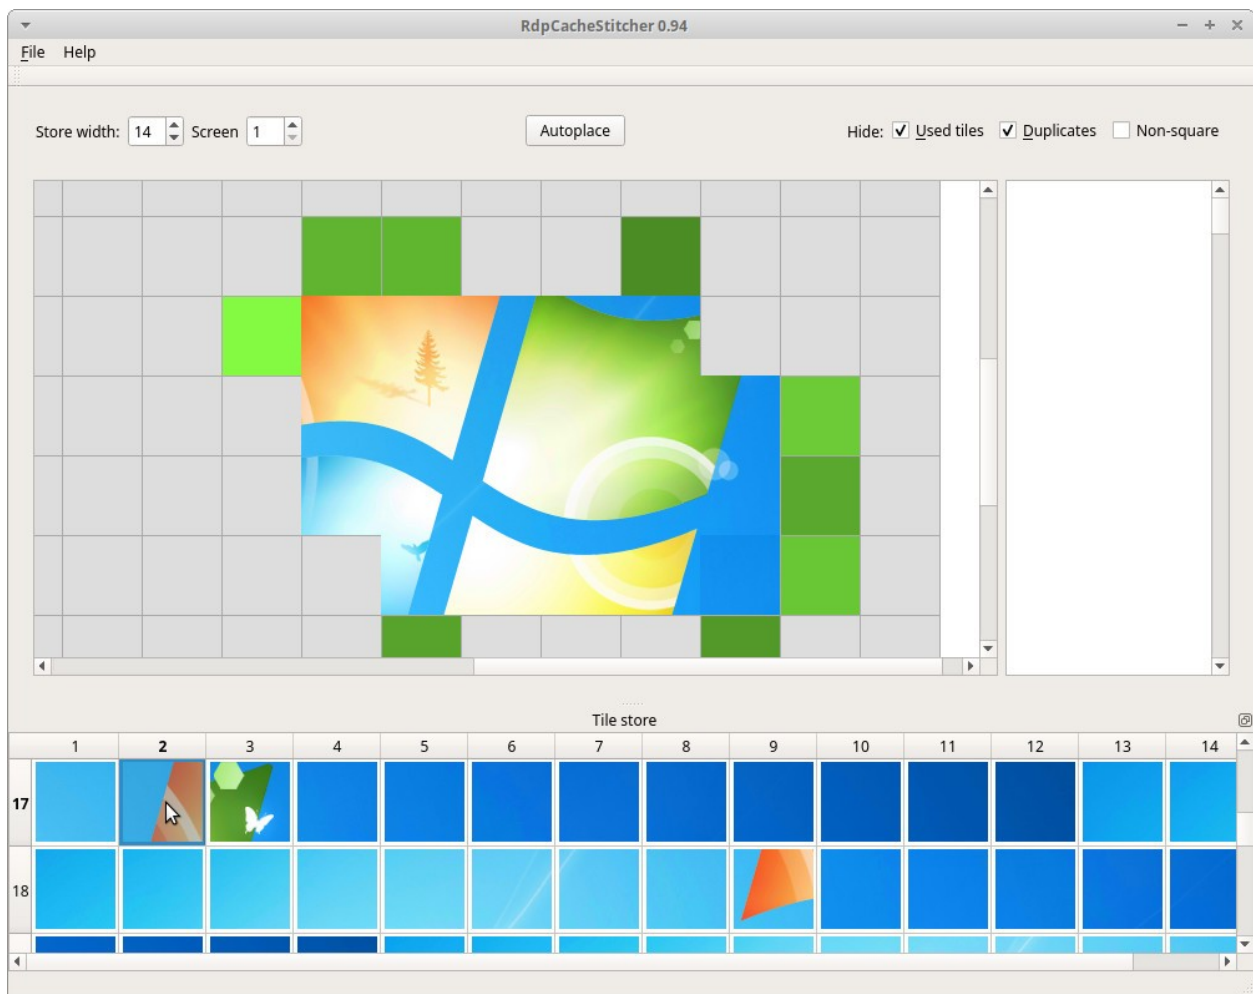 RdpCacheStitcher 0.94
File Help
Store width: 14 Screen 1 Autoplace Hide: Used tiles Duplicates Non-square
Tile store
1 2 3 4 5 6 7 8 9 10 11 12 13 14
17
18